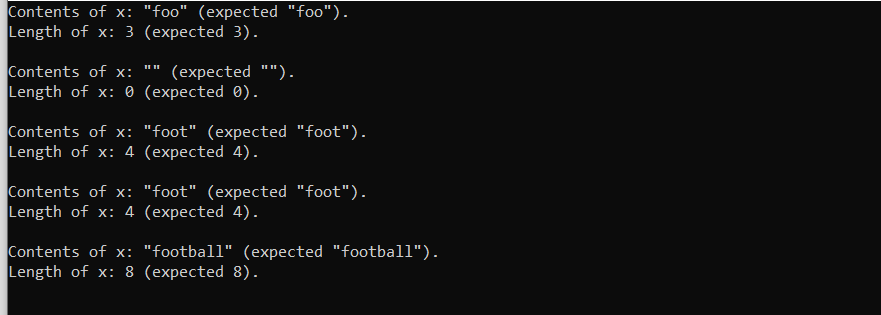 Contents of x: "foo" (expected "foo").
Length of x: 3 (expected 3).
Contents of x: "" (expected "").
Length of x: 0 (expected 0).
Contents of x: "foot" (expected "foot").
Length of x: 4 (expected 4).
Contents of x: "foot" (expected "foot").
Length of x: 4 (expected 4).
Contents of x: "football" (expected "football").
Length of x: 8 (expected 8).